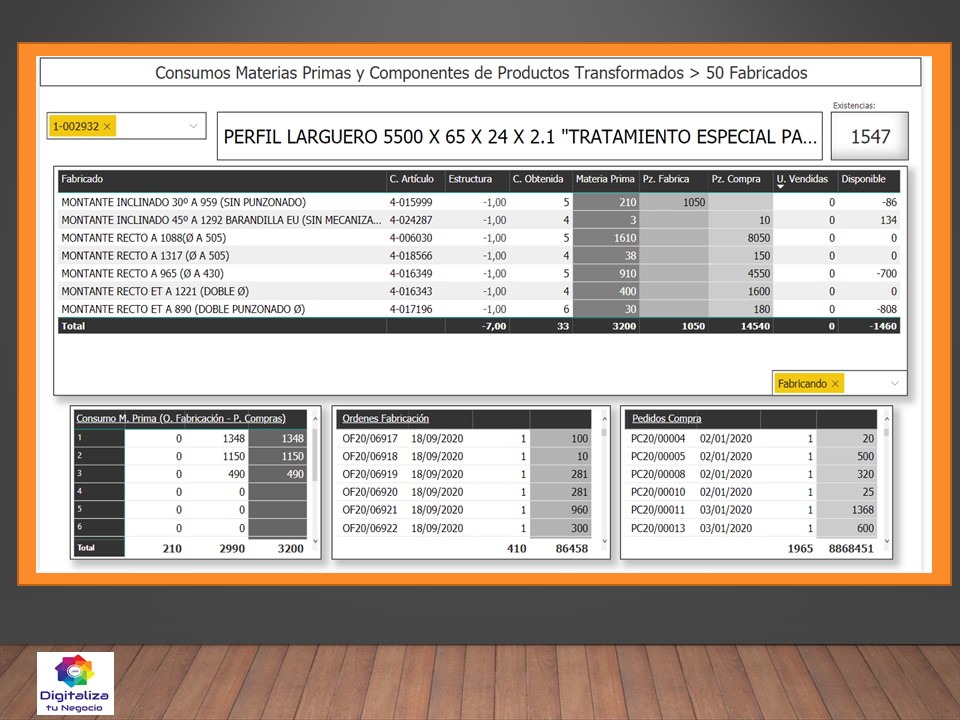 Consumos Materias Primas y Componentes de Productos Transformados > 50 Fabricados
Existencias:
1-002932 ×
PERFIL LARGUERO 5500 X 65 X 24 X 2.1 "TRATAMIENTO ESPECIAL PA...
1547
Fabricado C. Artículo Estructura C. Obtenida Materia Prima Pz. Fabrica Pz. Compra U. Vendidas Disponible
MONTANTE INCLINADO 30º A 959 (SIN PUNZONADO) 4-015999 -1,00 5 210 1050 0 -86
MONTANTE INCLINADO 45º A 1292 BARANDILLA EU (SIN MECANIZA... 4-024287 -1,00 4 3 10 0 134
MONTANTE RECTO A 1088(Ø A 505) 4-006030 -1,00 5 1610 8050 0 0
MONTANTE RECTO A 1317 (Ø A 505) 4-018566 -1,00 4 38 150 0 0
MONTANTE RECTO A 965 (Ø A 430) 4-016349 -1,00 5 910 4550 0 -700
MONTANTE RECTO ET A 1221 (DOBLE Ø) 4-016343 -1,00 4 400 1600 0 0
MONTANTE RECTO ET A 890 (DOBLE PUNZONADO Ø) 4-017196 -1,00 6 30 180 0 -808
Total -7,00 33 3200 1050 14540 0 -1460
Fabricando ×
Consumo M. Prima (O. Fabricación - P. Compras)
1 0 1348 1348
2 0 1150 1150
3 0 490 490
4 0 0
5 0 0
6 0 0
Total 210 2990 3200
Ordenes Fabricación
OF20/06917 18/09/2020 1 100
OF20/06918 18/09/2020 1 10
OF20/06919 18/09/2020 1 281
OF20/06920 18/09/2020 1 281
OF20/06921 18/09/2020 1 960
OF20/06922 18/09/2020 1 300
410 86458
Pedidos Compra
PC20/00004 02/01/2020 1 20
PC20/00005 02/01/2020 1 500
PC20/00008 02/01/2020 1 320
PC20/00010 02/01/2020 1 25
PC20/00011 03/01/2020 1 1368
PC20/00013 03/01/2020 1 600
1965 8868451
Digitaliza
tu Negocio